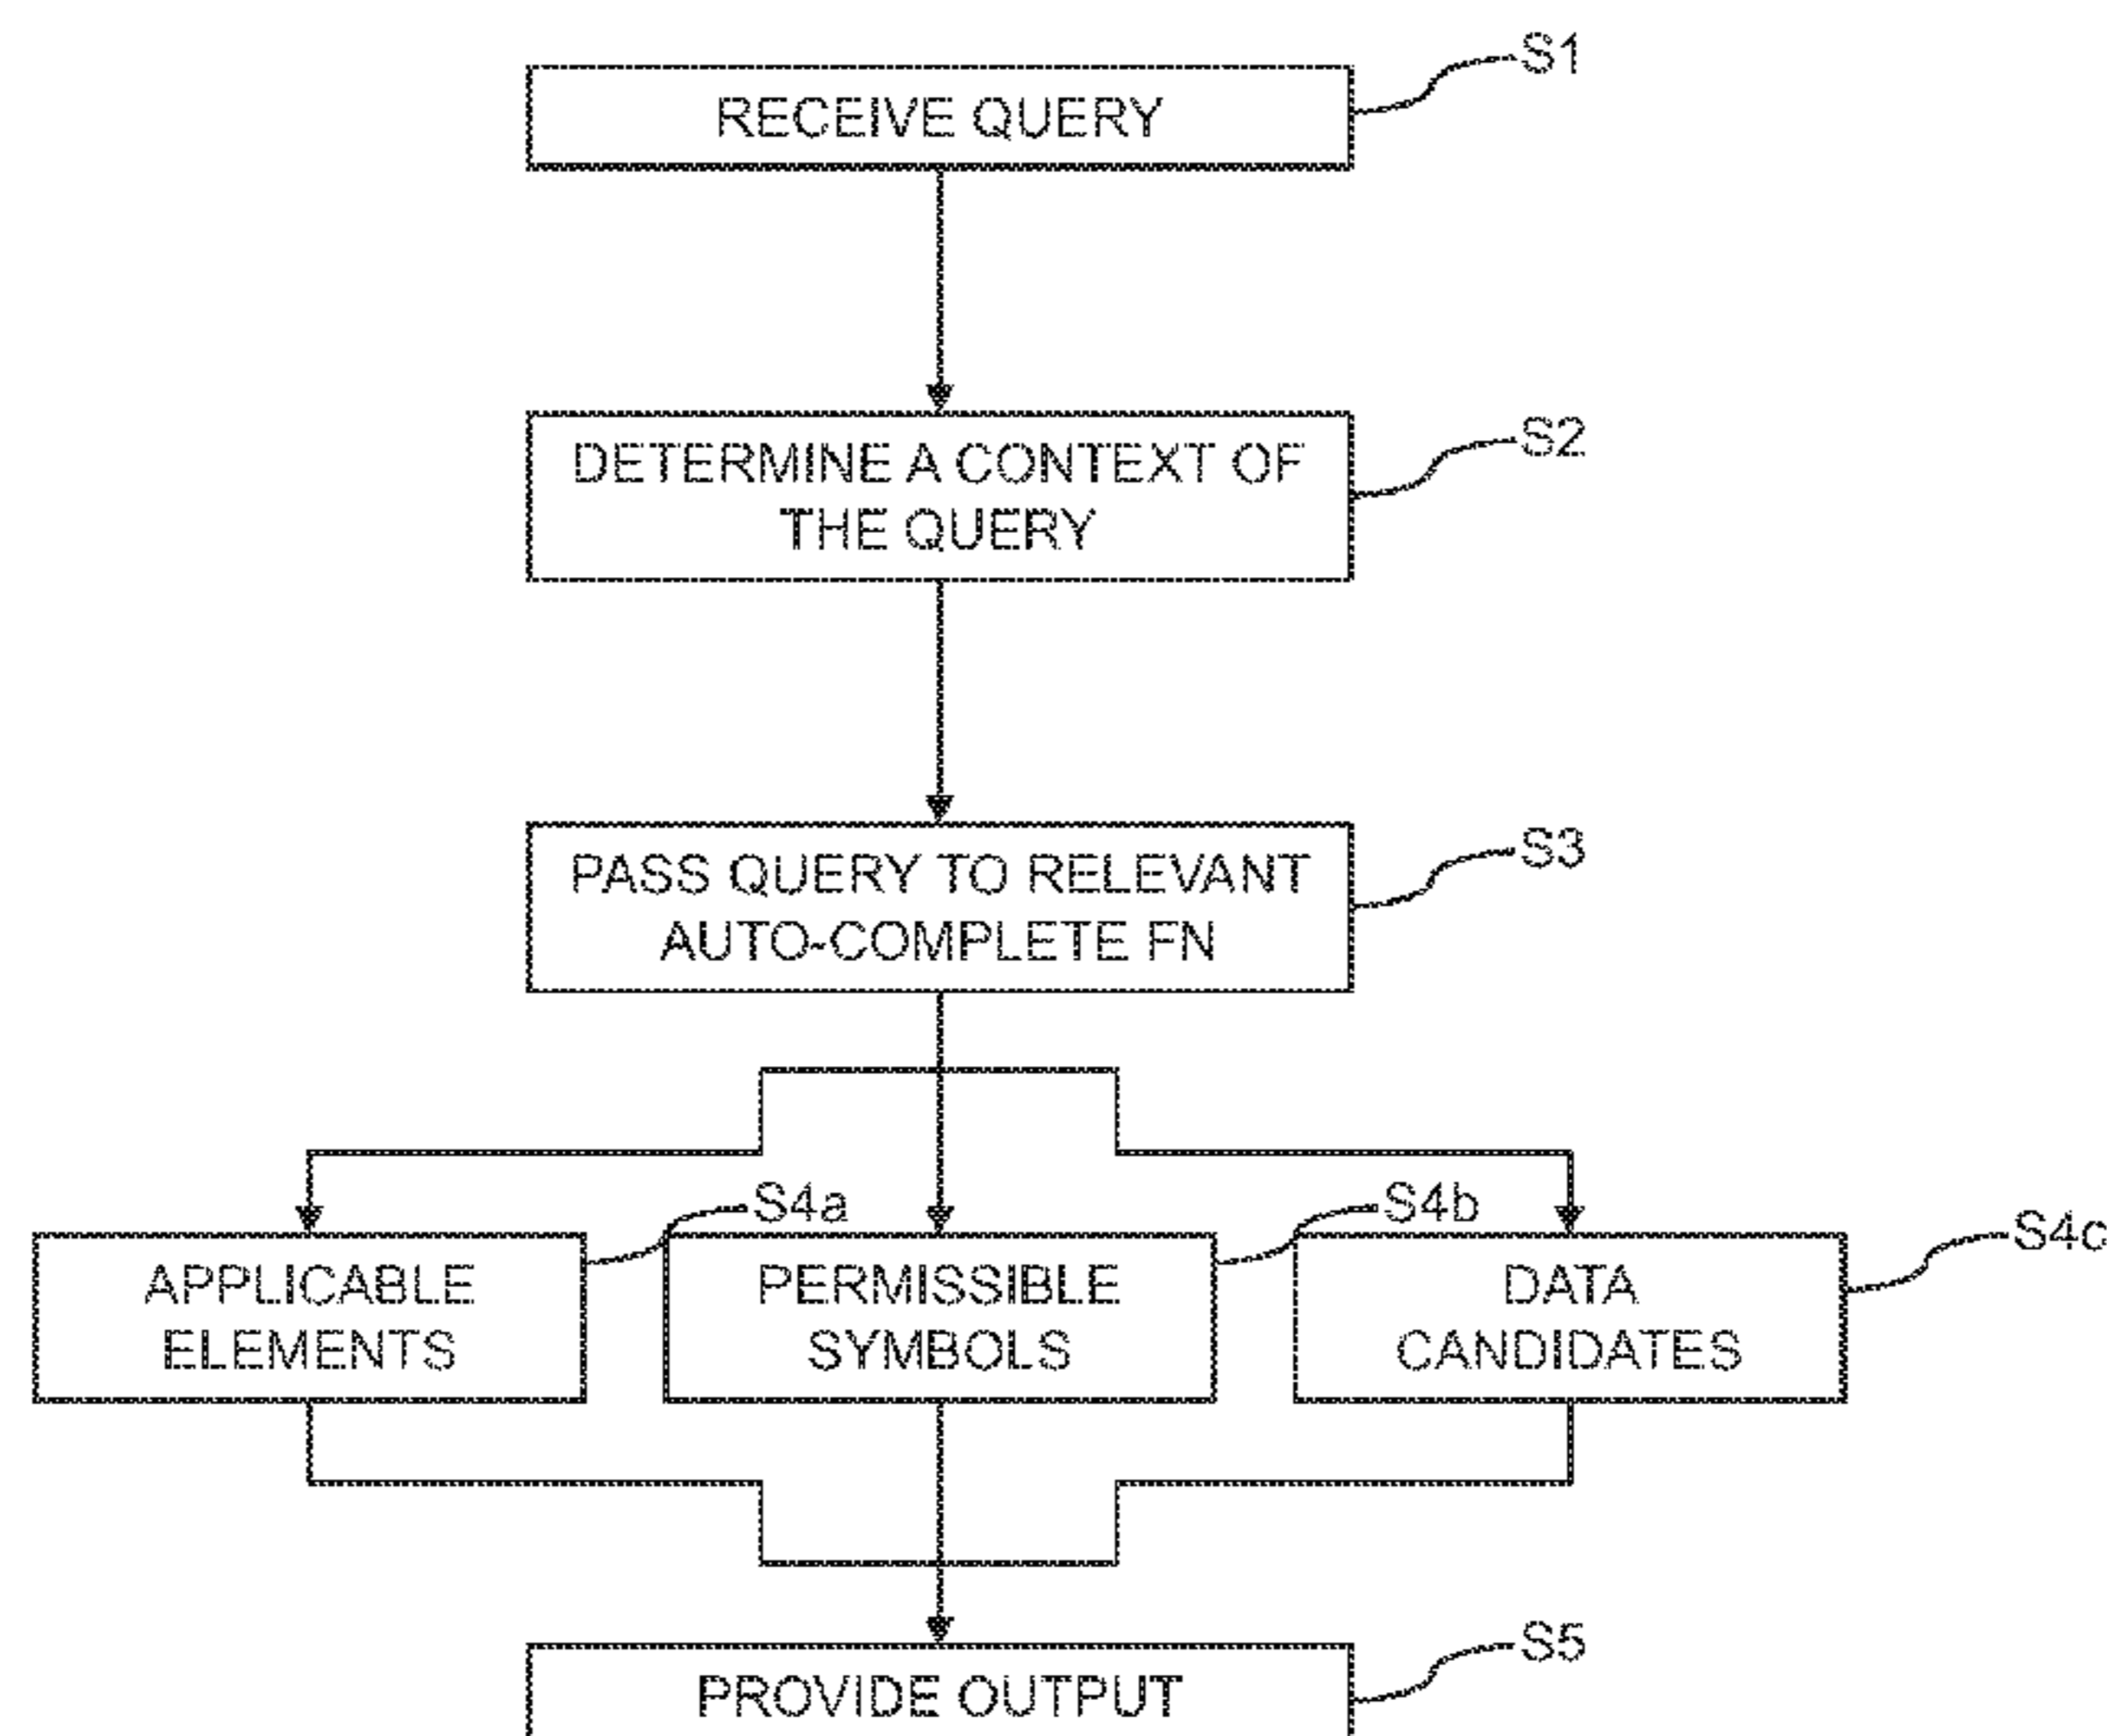 S1
RECEIVE QUERY
S2
DETERMINE A CONTEXT OF
THE QUERY
S3
PASS QUERY TO RELEVANT
AUTO-COMPLETE FN
S4a
S4b
S4c
APPLICABLE
ELEMENTS
PERMISSIBLE
SYMBOLS
DATA
CANDIDATES
S5
PROVIDE OUTPUT